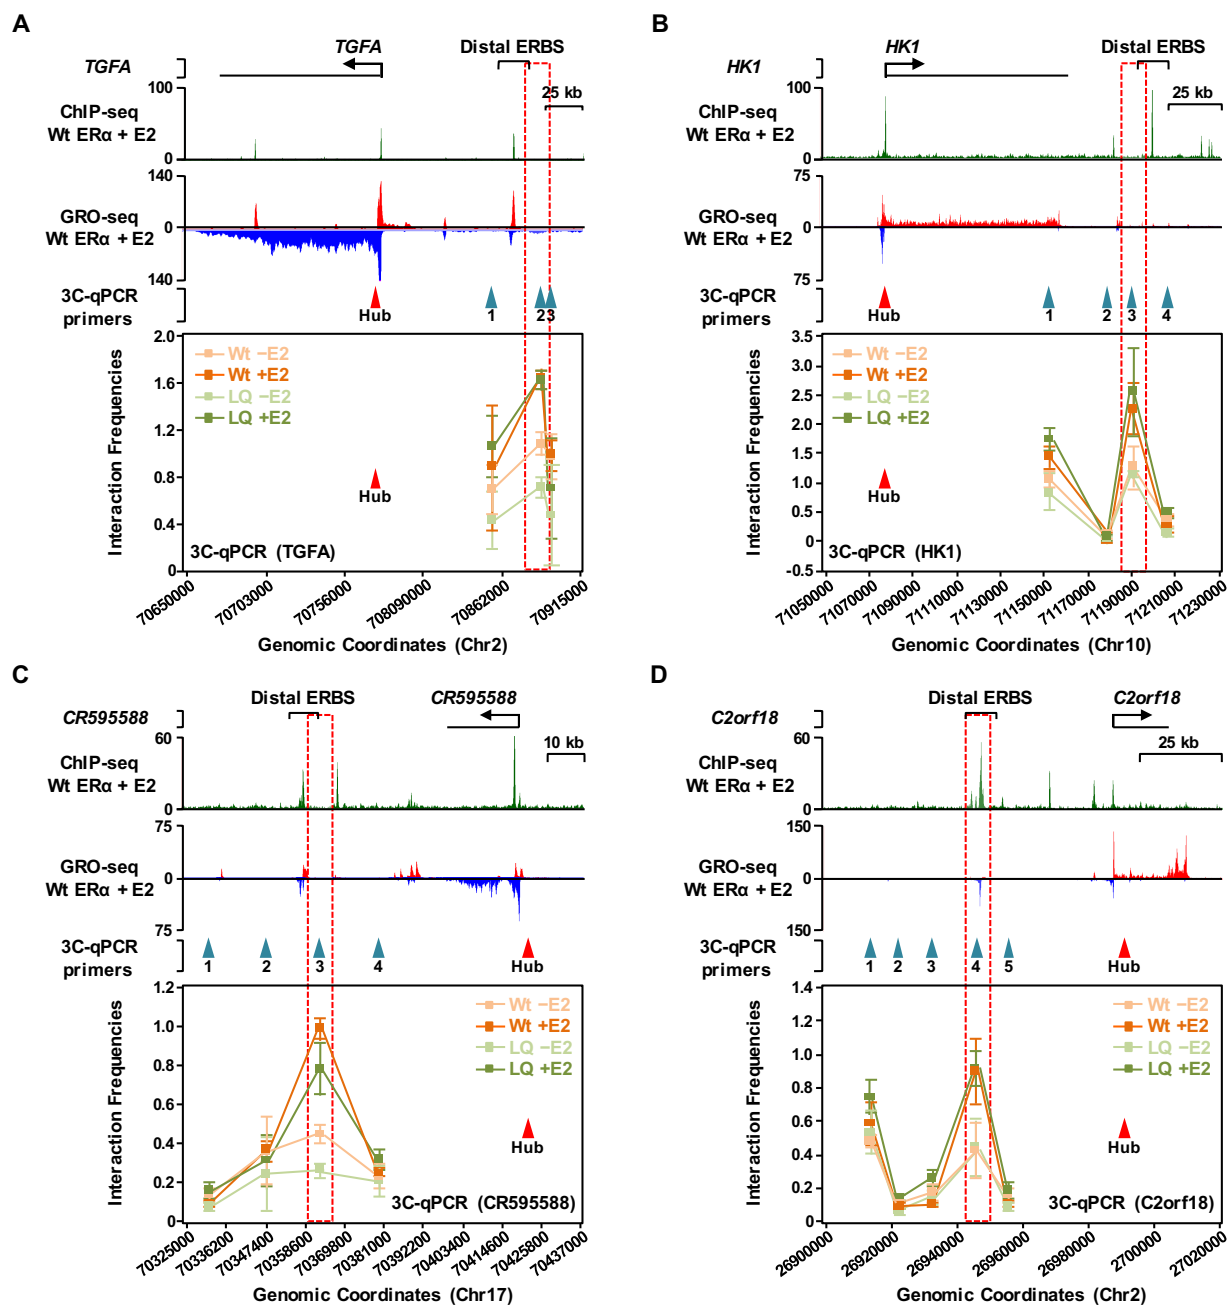 A
TGFA
Distal ERBS
TGFA
25 kb
100
ChIP-seq
Wt ERα + E2
0
140
GRO-seq
Wt ERα + E2
0
140
3C-qPCR
primers
Hub
1
2
3
2.0
1.6
1.2
0.8
0.4
0
Interaction Frequencies
Wt –E2
Wt +E2
LQ –E2
LQ +E2
Hub
3C-qPCR (TGFA)
70650000
70703000
70756000
708090000
70862000
70915000
Genomic Coordinates (Chr2)
B
HK1
Distal ERBS
HK1
25 kb
100
ChIP-seq
Wt ERα + E2
0
75
GRO-seq
Wt ERα + E2
0
75
3C-qPCR
primers
Hub
1
2
3
4
3.5
3.0
2.5
2.0
1.5
1.0
0.5
0
-0.5
Interaction Frequencies
Wt –E2
Wt +E2
LQ –E2
LQ +E2
Hub
3C-qPCR (HK1)
71050000
71070000
71090000
71110000
71130000
71150000
71170000
71190000
71210000
71230000
Genomic Coordinates (Chr10)
C
Distal ERBS
CR595588
CR595588
10 kb
60
ChIP-seq
Wt ERα + E2
0
75
GRO-seq
Wt ERα + E2
0
75
3C-qPCR
primers
1
2
3
4
Hub
1.2
1.0
0.8
0.6
0.4
0.2
0
Interaction Frequencies
Wt –E2
Wt +E2
LQ –E2
LQ +E2
Hub
3C-qPCR (CR595588)
70325000
70336200
70347400
70358600
70369800
70381000
70392200
70403400
70414600
70425800
70437000
Genomic Coordinates (Chr17)
D
Distal ERBS
C2orf18
C2orf18
25 kb
60
ChIP-seq
Wt ERα + E2
0
150
GRO-seq
Wt ERα + E2
0
150
3C-qPCR
primers
1
2
3
4
5
Hub
1.4
1.2
1.0
0.8
0.6
0.4
0.2
0
Interaction Frequencies
Wt –E2
Wt +E2
LQ –E2
LQ +E2
Hub
3C-qPCR (C2orf18)
26900000
26920000
26940000
26960000
26980000
2700000
27020000
Genomic Coordinates (Chr2)